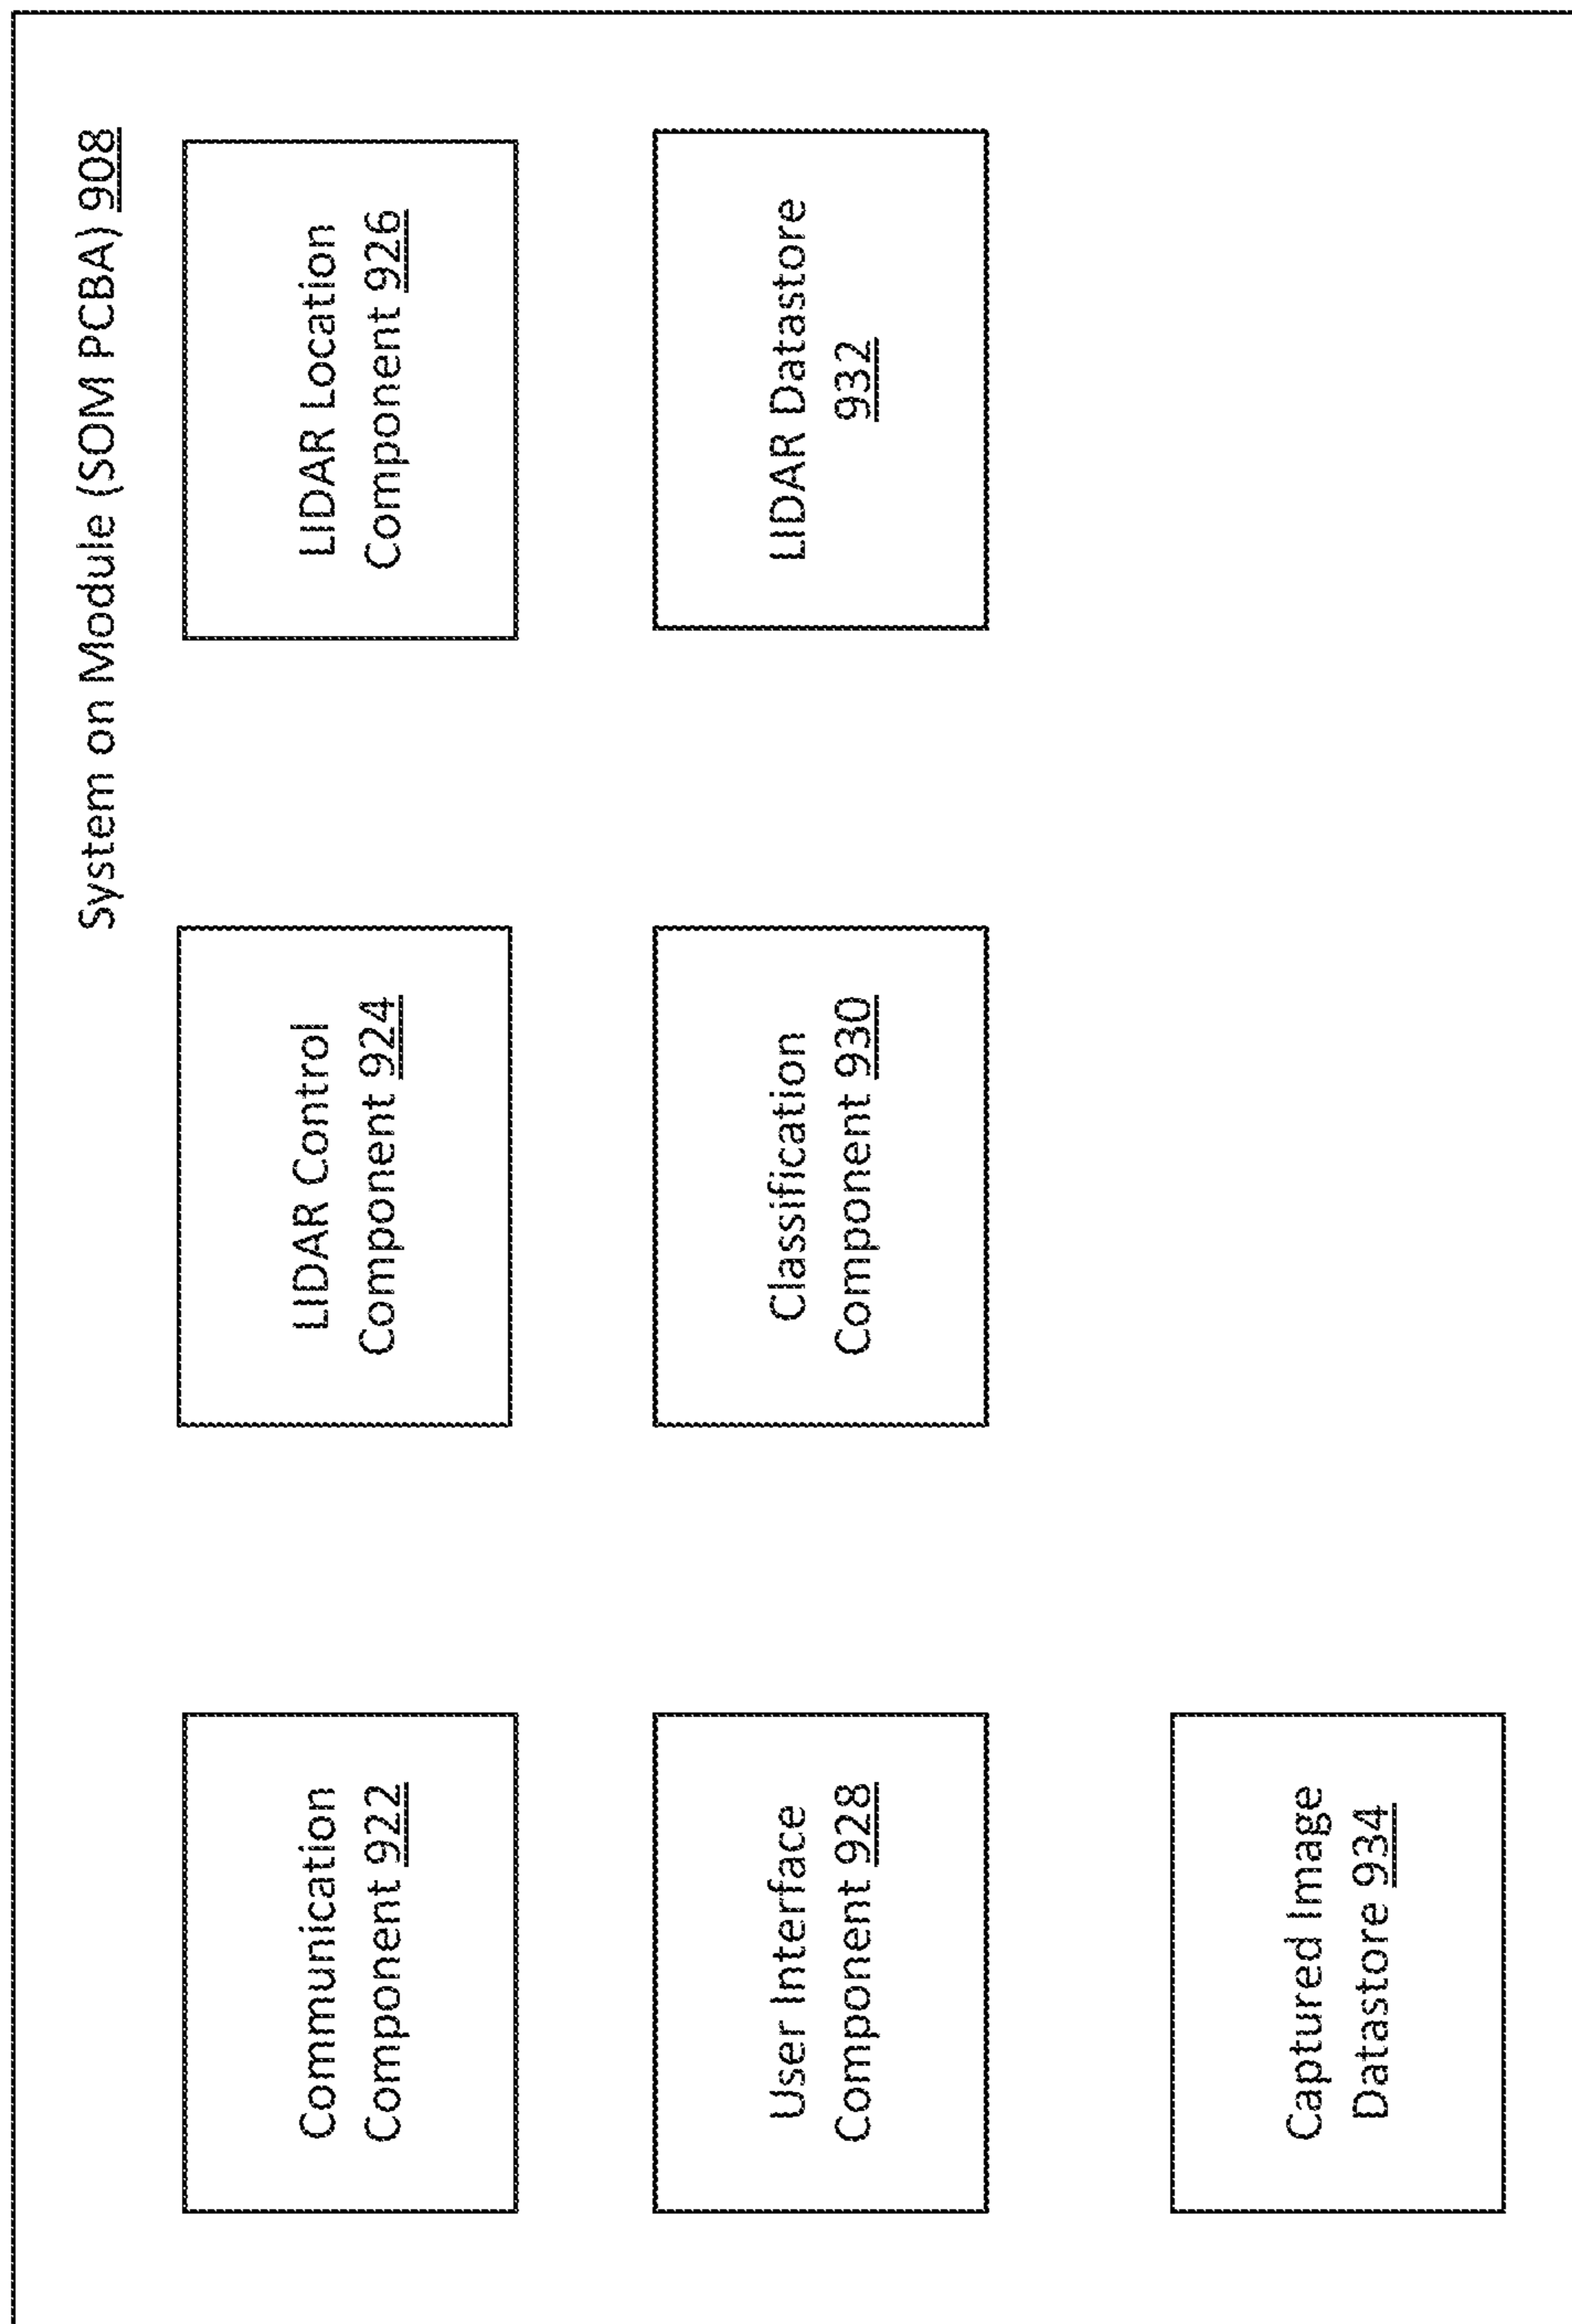 System on Module (SOM PCBA) 908
Communication
Component 922
LIDAR Control
Component 924
LIDAR Location
Component 926
User Interface
Component 928
Classification
Component 930
LIDAR Datastore
932
Captured Image
Datastore 934